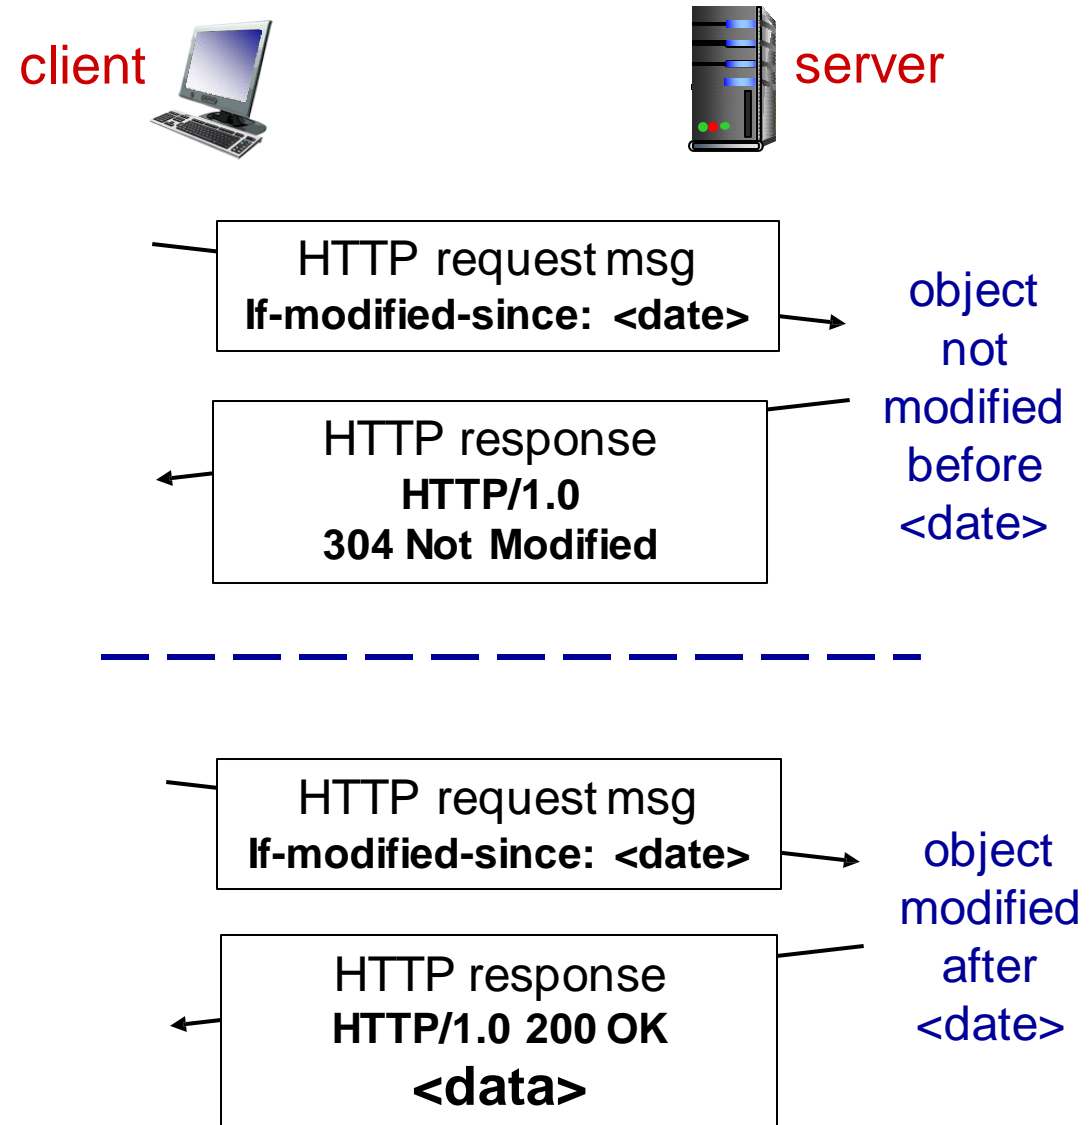 client
server
HTTP request msg
If-modified-since: <date>
object
not
modified
before
<date>
HTTP response
HTTP/1.0
304 Not Modified
HTTP request msg
If-modified-since: <date>
object
modified
after
<date>
HTTP response
HTTP/1.0 200 OK
<data>